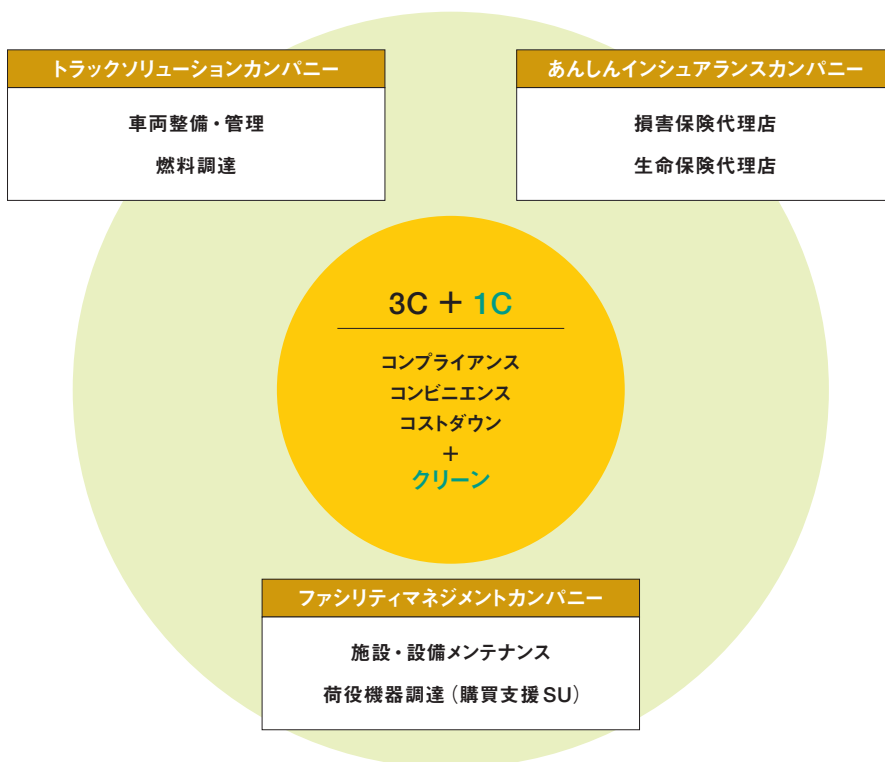 トラックソリューションカンパニー
車両整備・管理
燃料調達
あんしんインシュアランスカンパニー
損害保険代理店
生命保険代理店
3C + 1C
コンプライアンス
コンビニエンス
コストダウン
+
クリーン
ファシリティマネジメントカンパニー
施設・設備メンテナンス
荷役機器調達（購買支援SU）